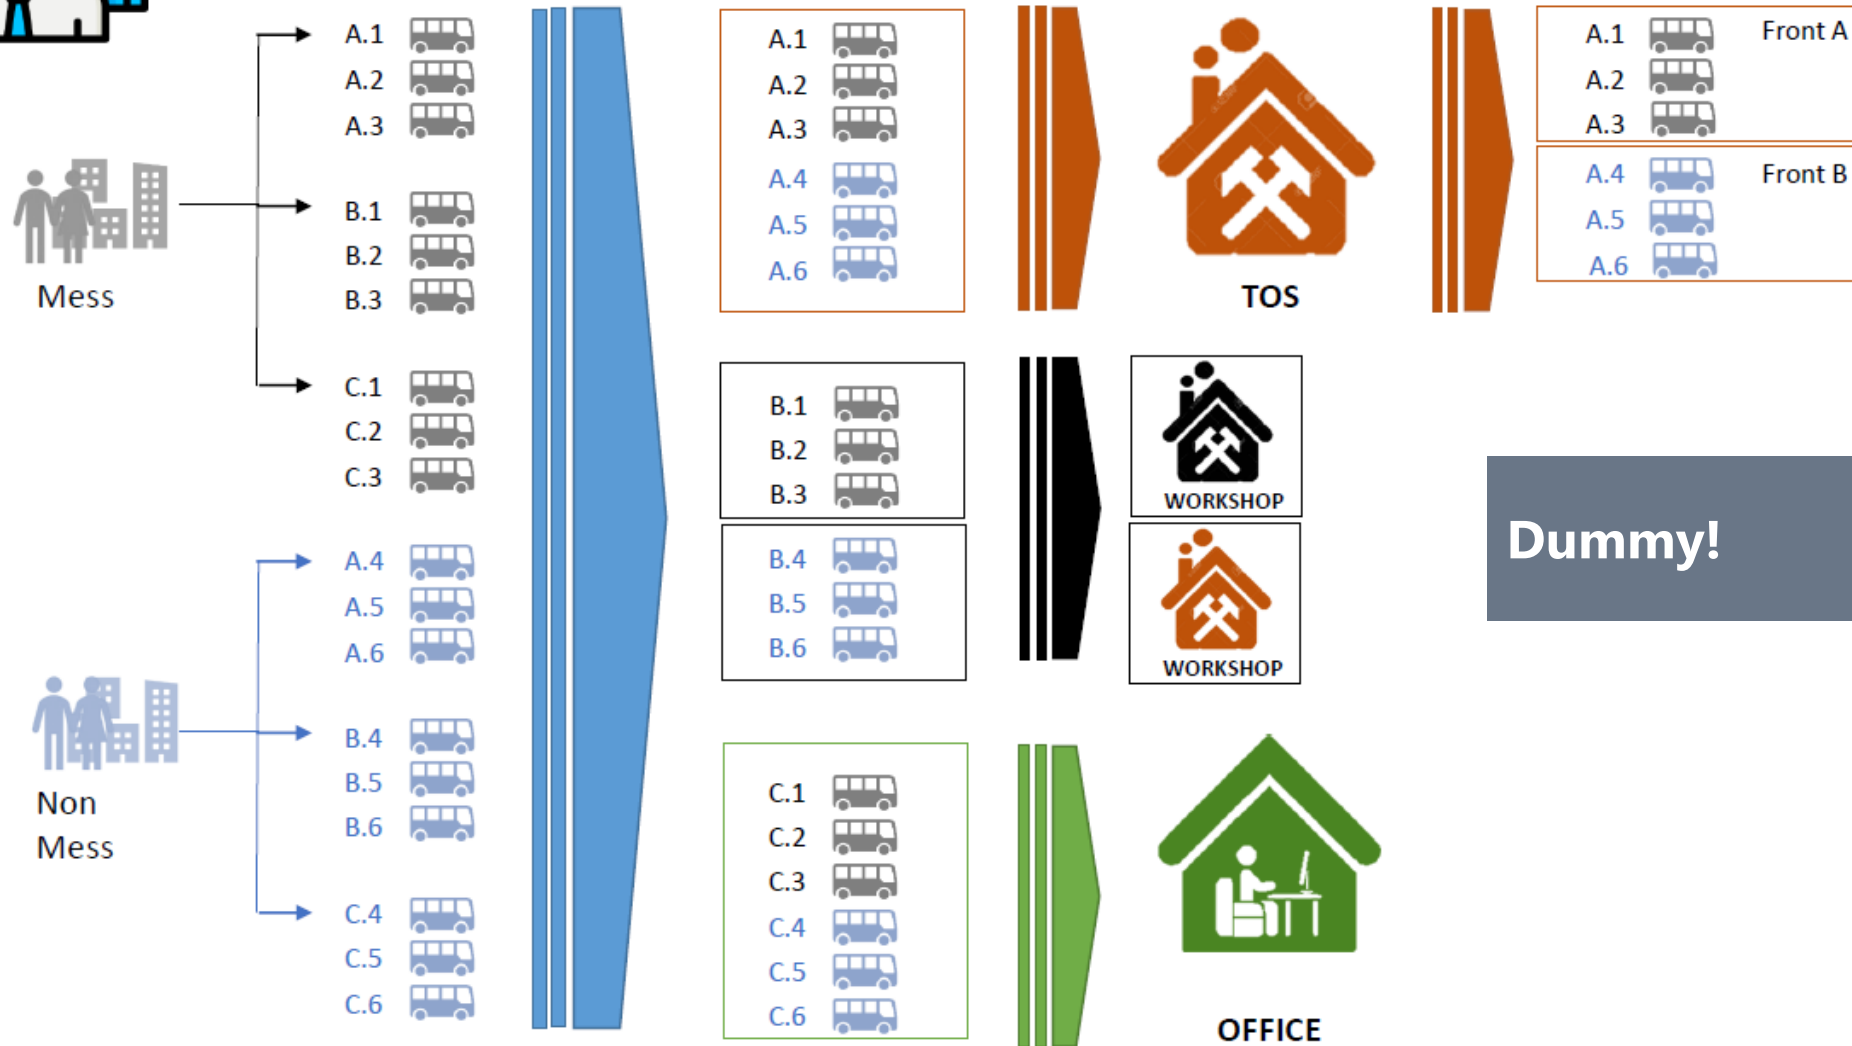 A.1
A.2
A.3
B.1
B.2
B.3
C.1
C.2
C.3
Mess
A.4
A.5
A.6
B.4
B.5
B.6
C.4
C.5
C.6
Non
Mess
A.1
A.2
A.3
A.4
A.5
A.6
B.1
B.2
B.3
B.4
B.5
B.6
C.1
C.2
C.3
C.4
C.5
C.6
TOS
WORKSHOP
WORKSHOP
OFFICE
A.1 Front A
A.2
A.3
A.4 Front B
A.5
A.6
Dummy!